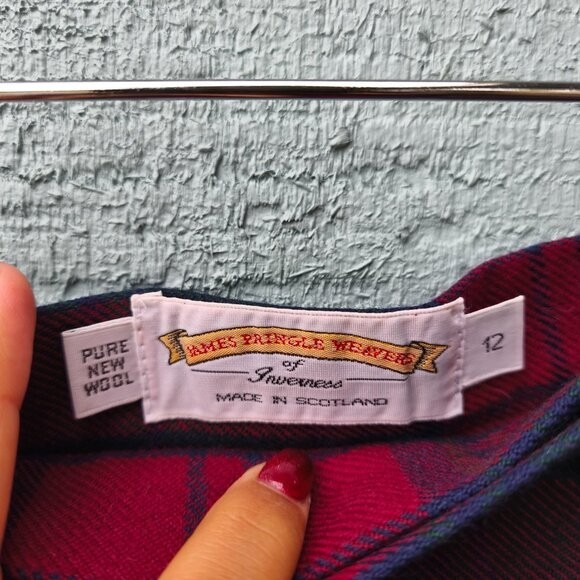 PURE
NEW
WOOL
JAMES PRINGLE WEAVERS
of
Inverness
MADE IN SCOTLAND
12